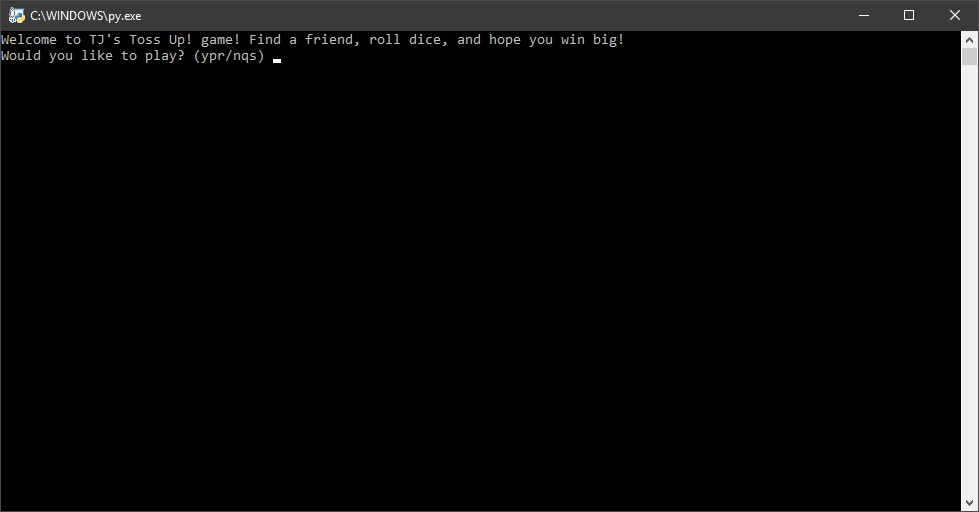 C:\WINDOWS\py.exe
Welcome to TJ's Toss Up! game! Find a friend, roll dice, and hope you win big!
Would you like to play? (ypr/nqs)